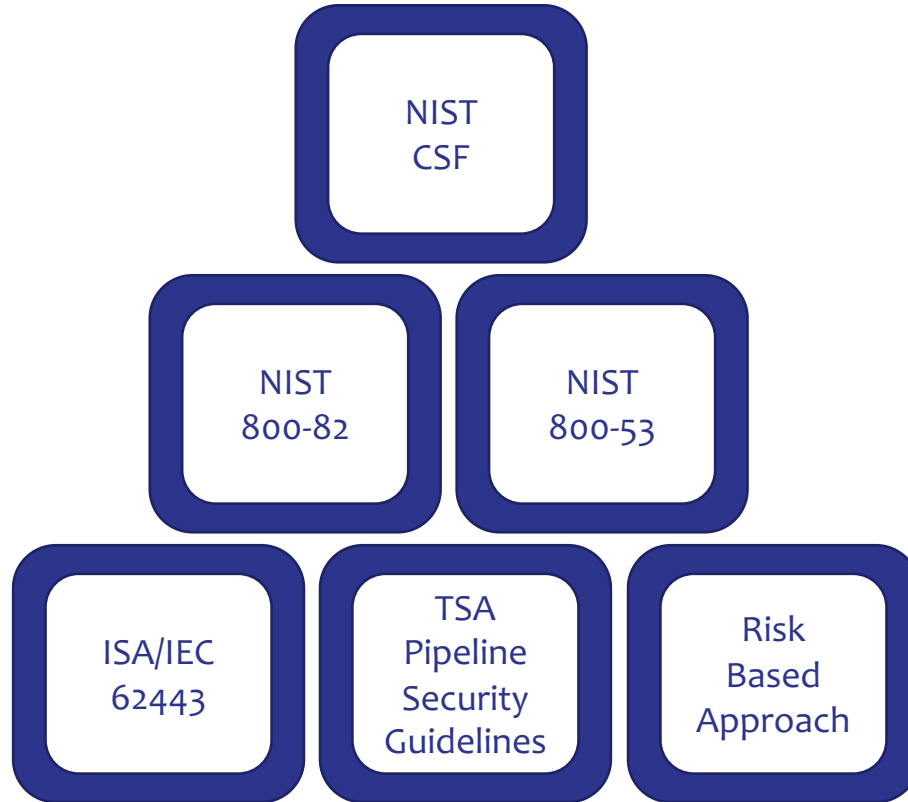 NIST
CSF
NIST
800-82
NIST
800-53
ISA/IEC
62443
TSA
Pipeline
Security
Guidelines
Risk
Based
Approach